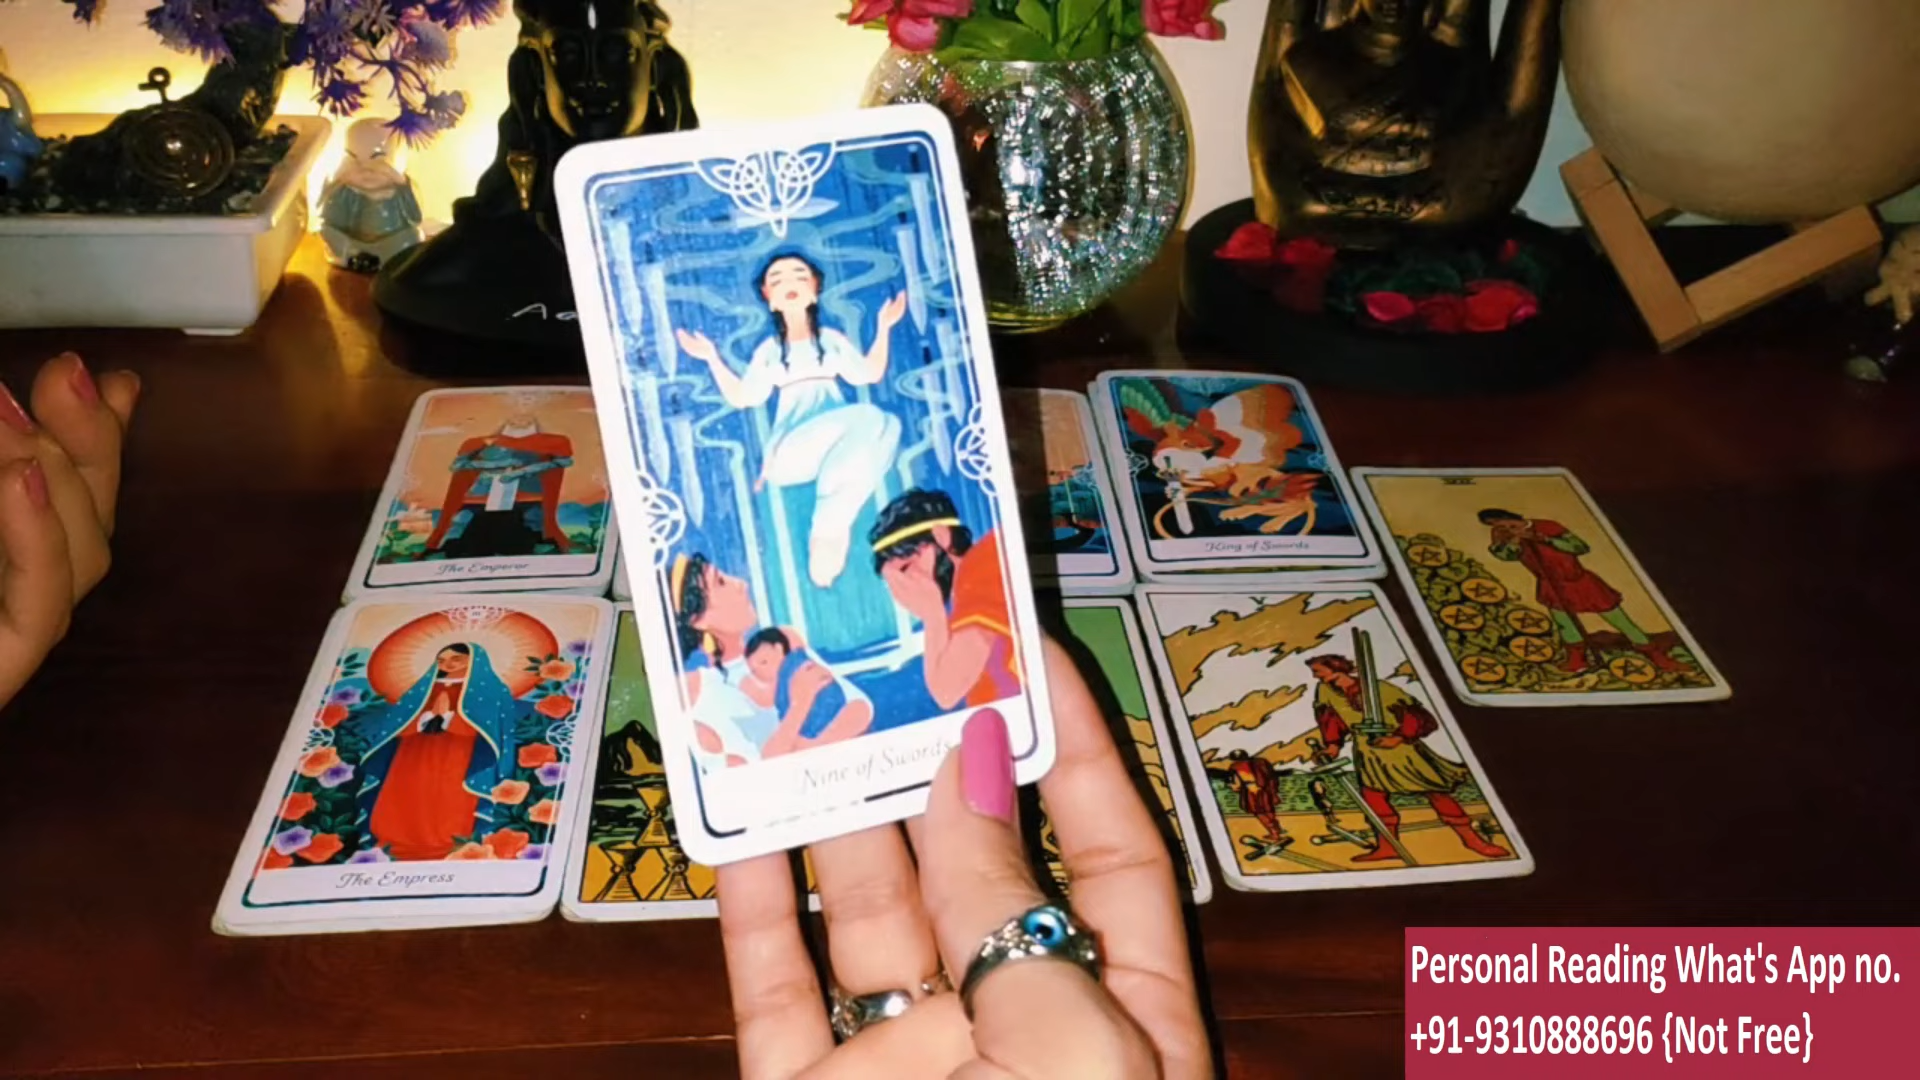 Nine of Swords
The Emperor
King of Swords
The Empress
V
Personal Reading What's App no.
+91-9310888696 {Not Free}